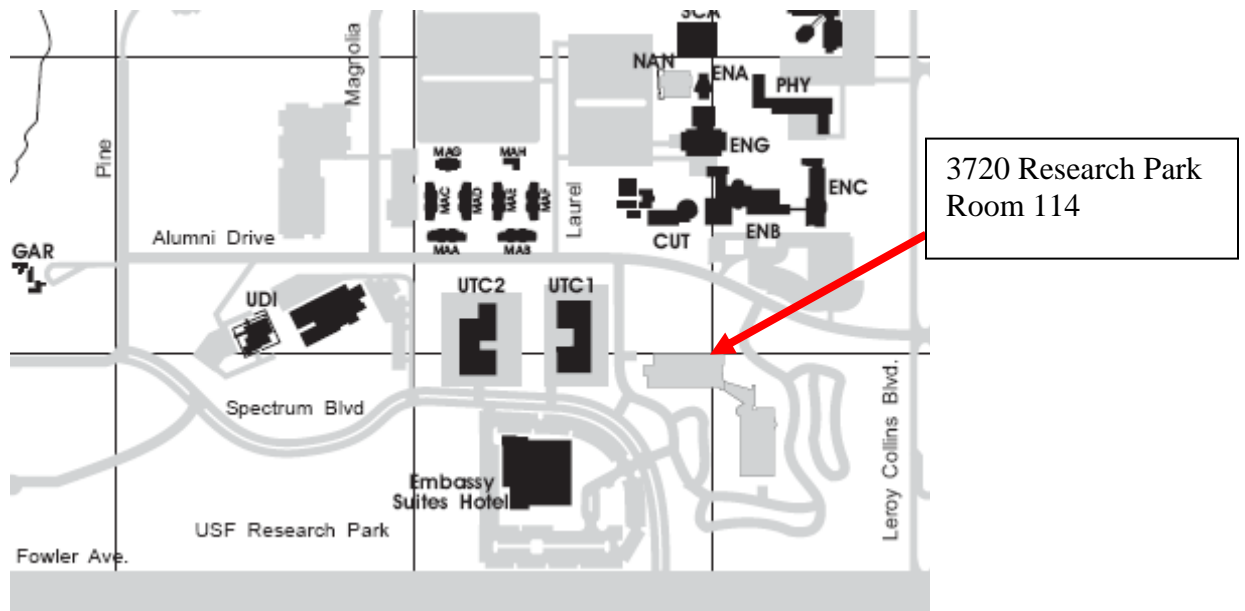 SCA
NAN
ENA
PHY
Magnolia
Pine
ENG
MAG
MAH
MAC
MAD
MAE
MAF
Laurel
ENC
3720 Research Park
Room 114
Alumni Drive
CUT
ENB
MAA
MAB
GAR
UDI
UTC2
UTC1
Spectrum Blvd
Leroy Collins Blvd.
Embassy
Suites Hotel
USF Research Park
Fowler Ave.